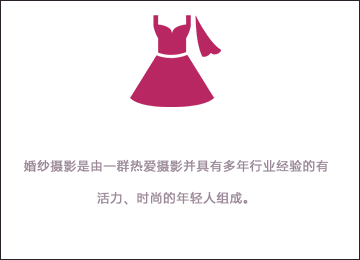 婚纱摄影是由一群热爱摄影并具有多年行业经验的有
活力、时尚的年轻人组成。